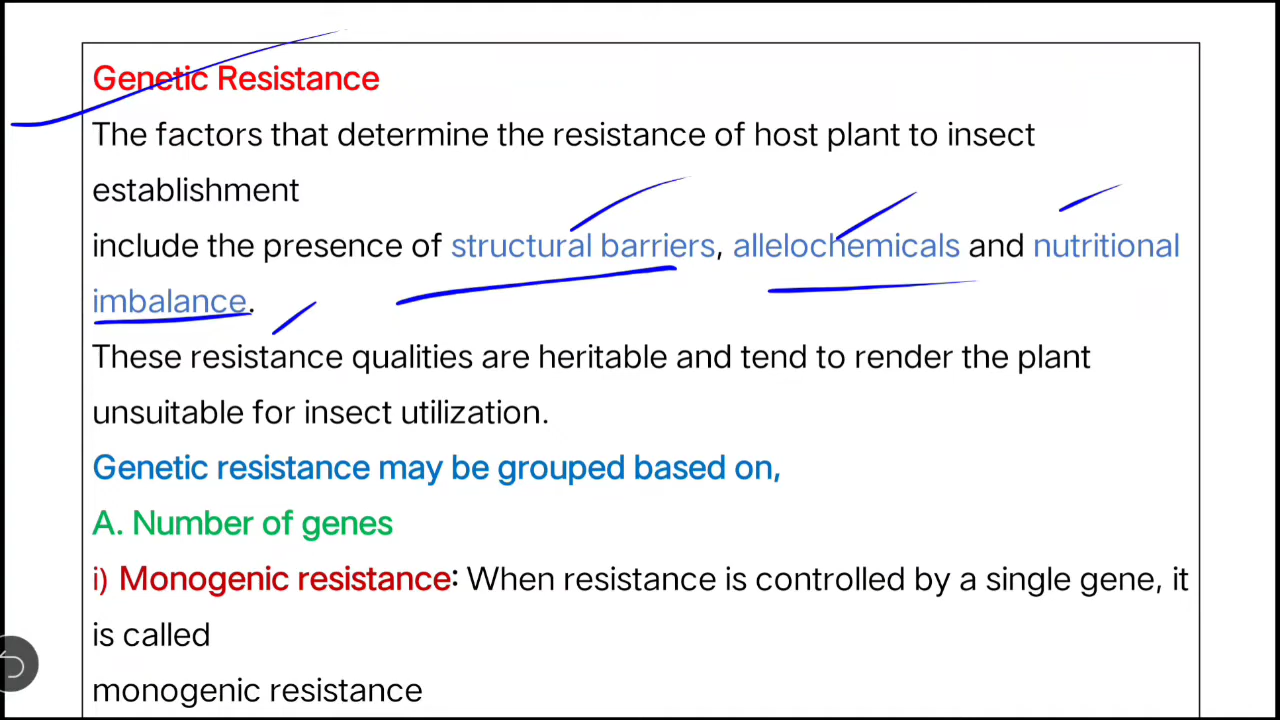 Genetic Resistance
The factors that determine the resistance of host plant to insect
establishment
include the presence of structural barriers, allelochemicals and nutritional
imbalance.
These resistance qualities are heritable and tend to render the plant
unsuitable for insect utilization.
Genetic resistance may be grouped based on,
A. Number of genes
i) Monogenic resistance: When resistance is controlled by a single gene, it
is called
monogenic resistance